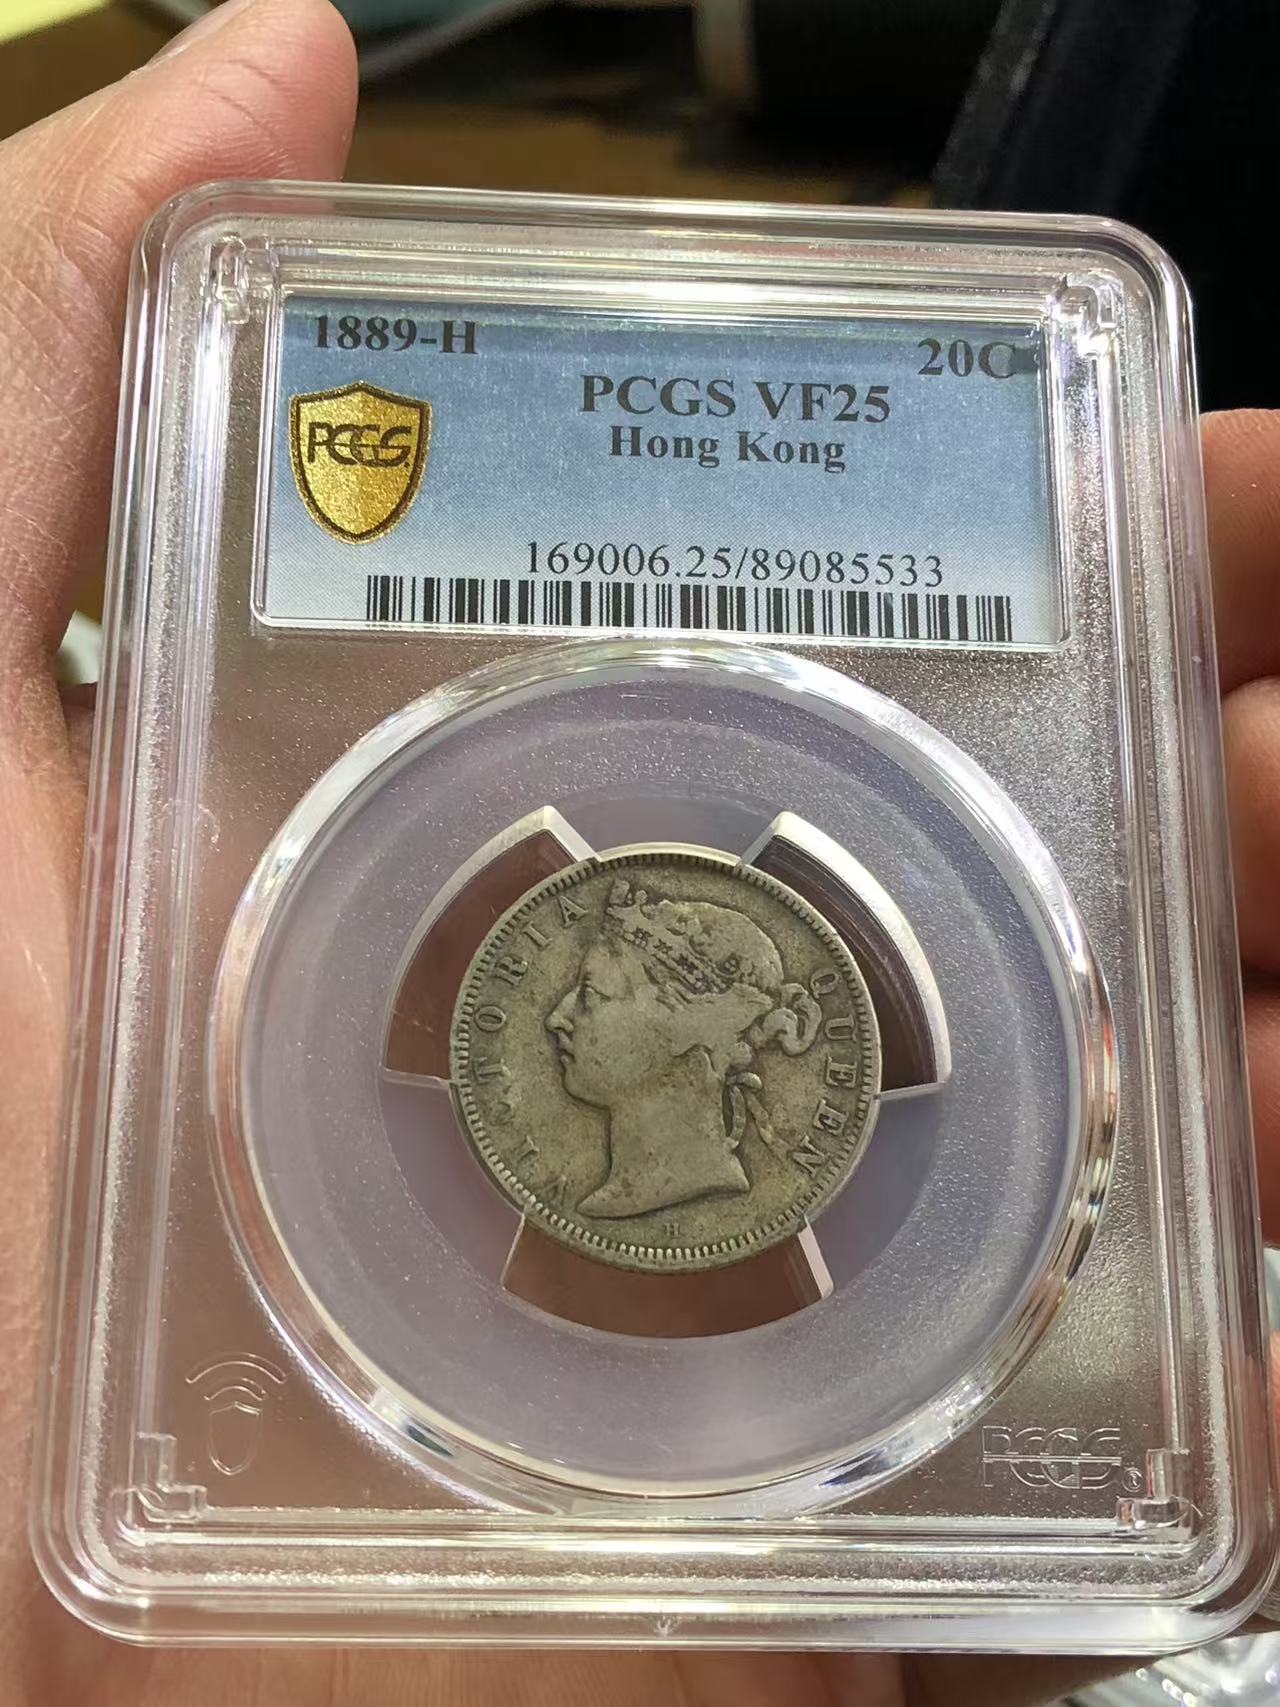 1889-H
20C
PCGS VF25
Hong Kong
PCGS
169006.25/89085533
VICTORIA QUEEN
H
PCGS